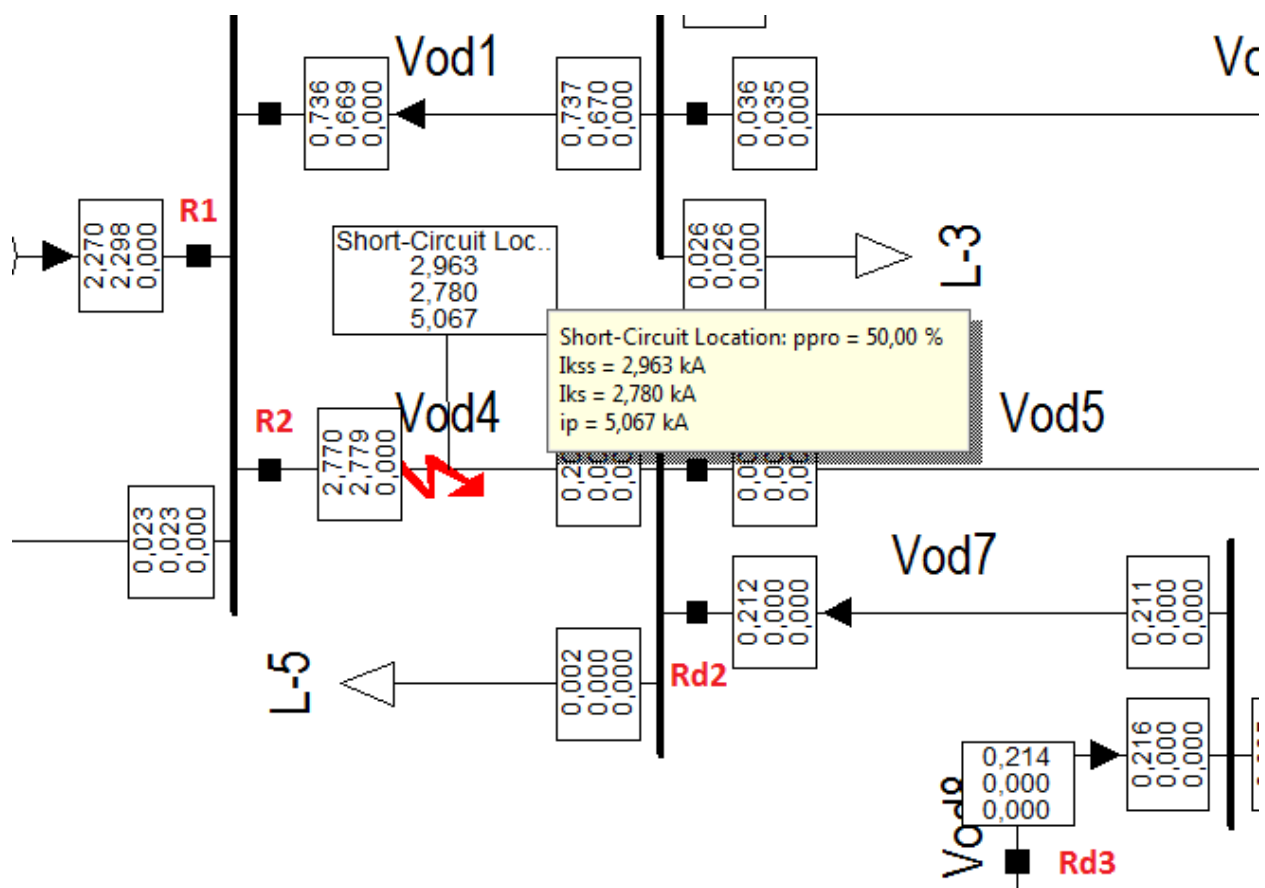 Vod1
Vo
0,736
0,669
0,000
0,737
0,670
0,000
0,036
0,035
0,000
R1
2,270
2,298
0,000
Short-Circuit Loc..
2,963
2,780
5,067
0,026
0,026
0,000
L-3
Short-Circuit Location: ppro = 50,00 %
Ikss = 2,963 kA
Iks = 2,780 kA
ip = 5,067 kA
R2
Vod4
Vod5
2,770
2,779
0,000
0,023
0,023
0,000
Vod7
0,212
0,000
0,000
0,211
0,000
0,000
L-5
0,002
0,000
0,000
Rd2
0,214
0,000
0,000
0,216
0,000
0,000
Vod8
Rd3